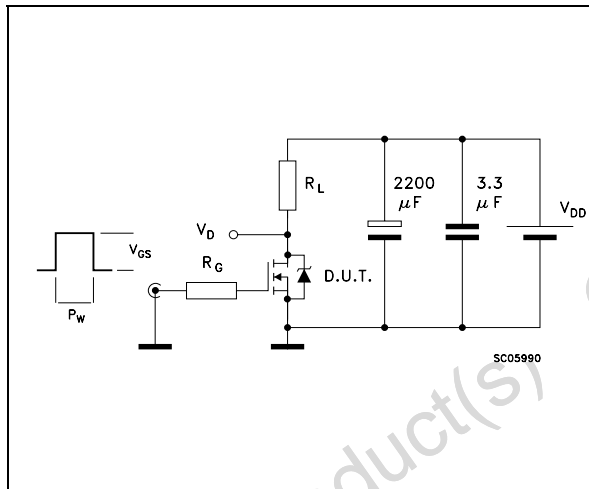 R_L
2200
μF
3.3
μF
V_DD
V_D
V_GS
R_G
D.U.T.
P_W
SC05990
duct(s)